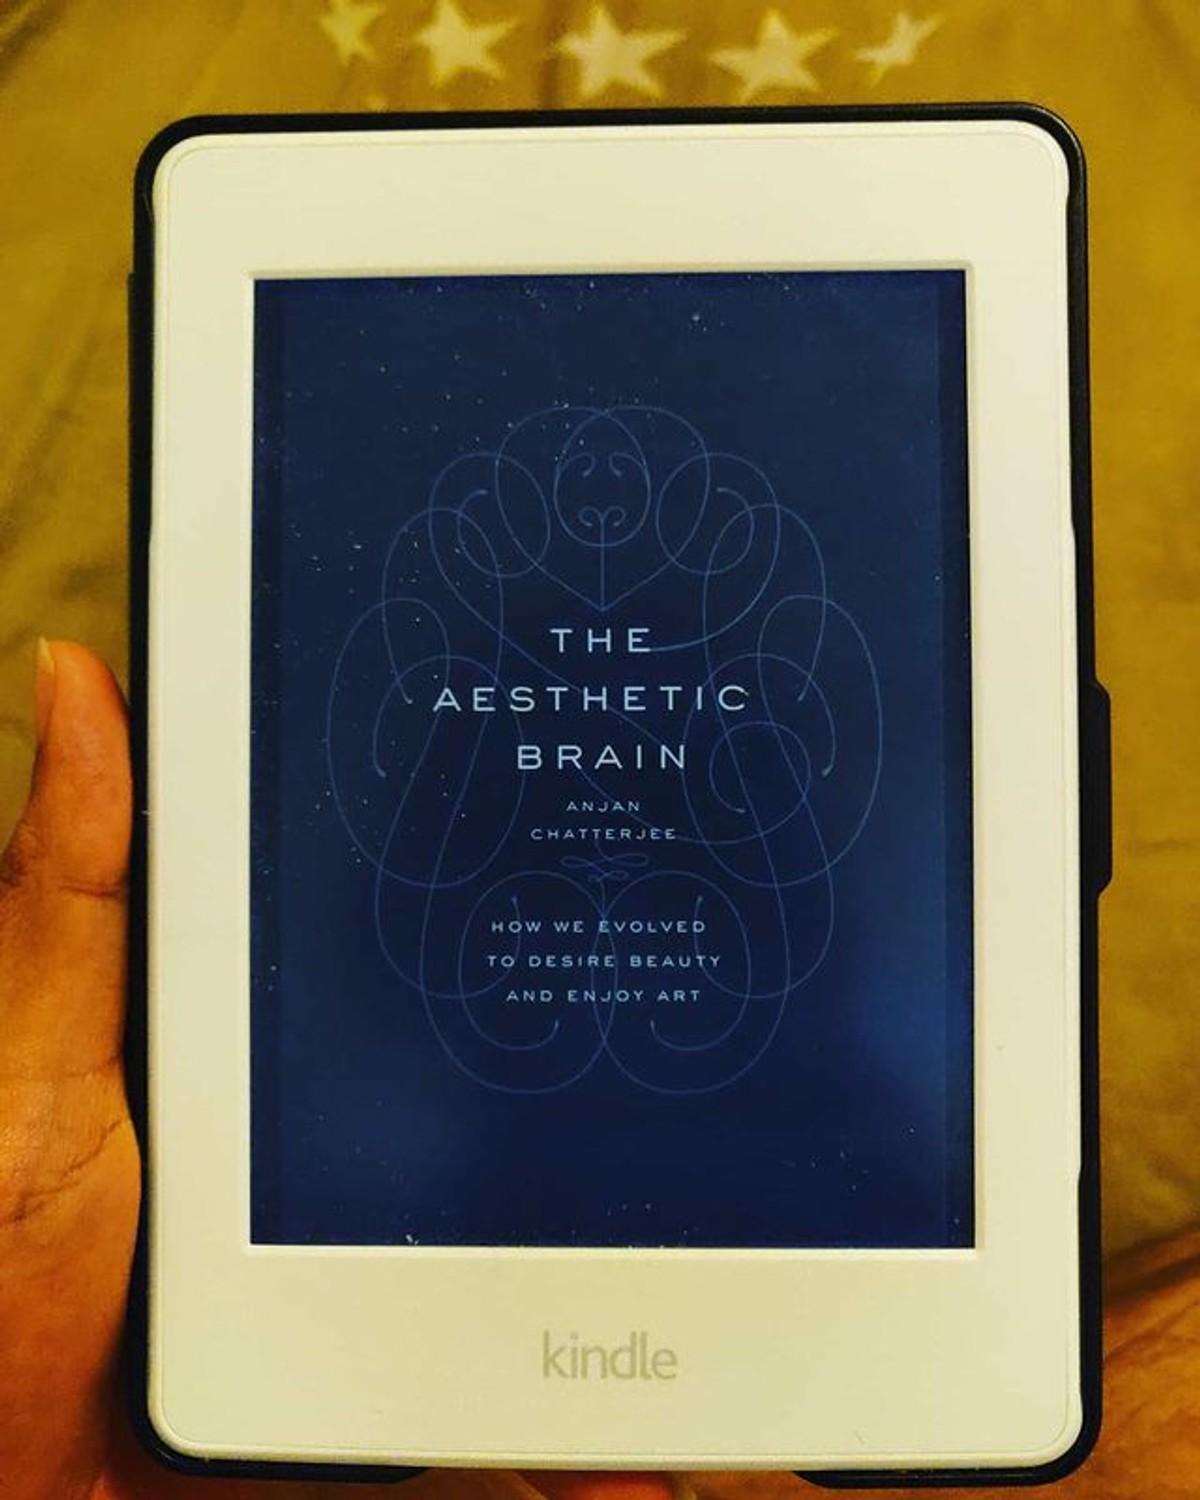 THE
AESTHETIC
BRAIN
ANJAN
CHATTERJEE
HOW WE EVOLVED
TO DESIRE BEAUTY
AND ENJOY ART
kindle